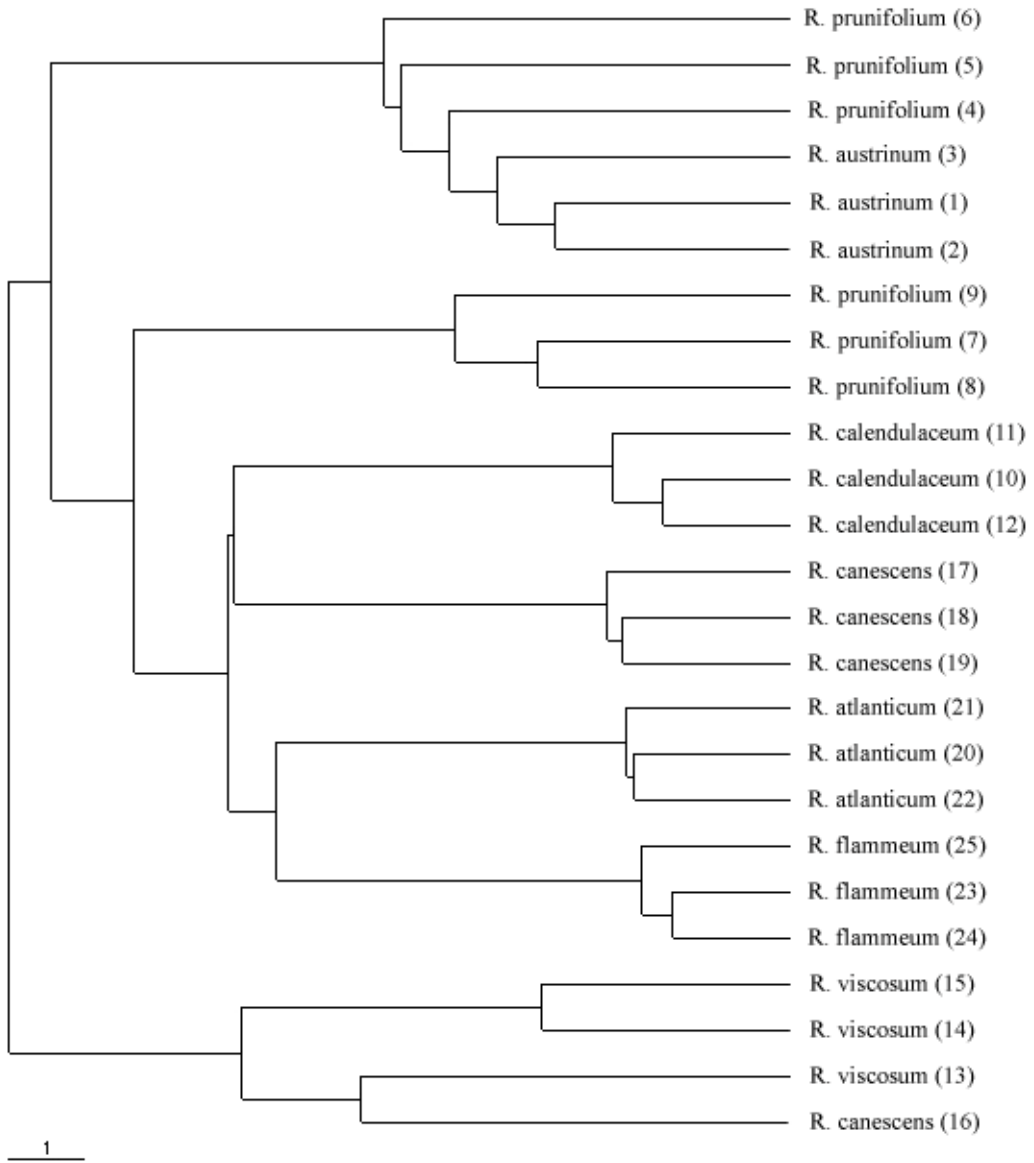 R. prunifolium (6)
R. prunifolium (5)
R. prunifolium (4)
R. austrinum (3)
R. austrinum (1)
R. austrinum (2)
R. prunifolium (9)
R. prunifolium (7)
R. prunifolium (8)
R. calendulaceum (11)
R. calendulaceum (10)
R. calendulaceum (12)
R. canescens (17)
R. canescens (18)
R. canescens (19)
R. atlanticum (21)
R. atlanticum (20)
R. atlanticum (22)
R. flammeum (25)
R. flammeum (23)
R. flammeum (24)
R. viscosum (15)
R. viscosum (14)
R. viscosum (13)
R. canescens (16)
1